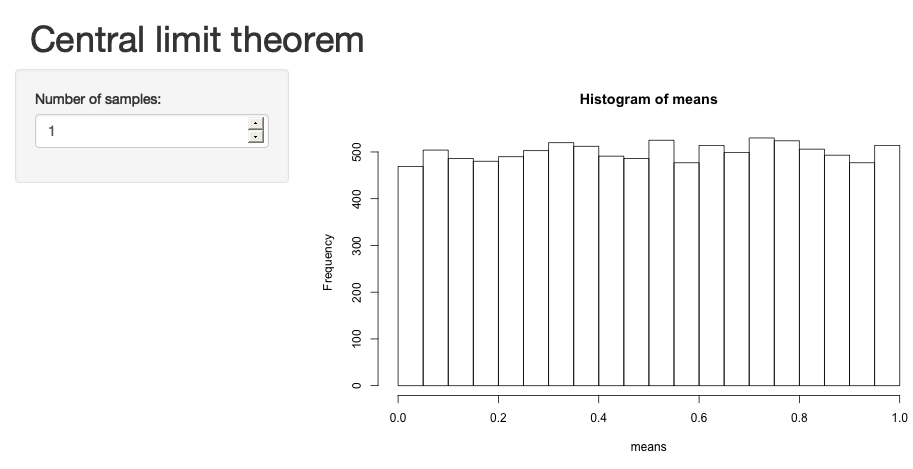 Central limit theorem
Number of samples:
1
Histogram of means
Frequency
500
400
300
200
100
0
0.0 0.2 0.4 0.6 0.8 1.0
means